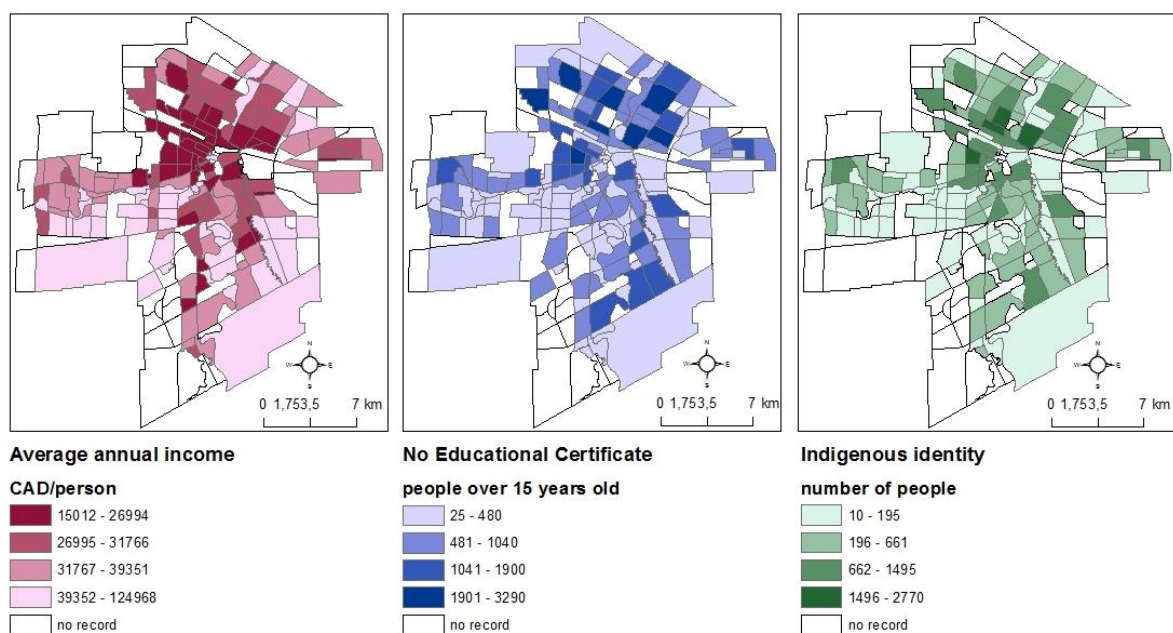 N
W E
S
0 1,753,5 7 km
N
W E
S
0 1,753,5 7 km
N
W E
S
0 1,753,5 7 km
Average annual income
CAD/person
15012 - 26994
26995 - 31766
31767 - 39351
39352 - 124968
no record
No Educational Certificate
people over 15 years old
25 - 480
481 - 1040
1041 - 1900
1901 - 3290
no record
Indigenous identity
number of people
10 - 195
196 - 661
662 - 1495
1496 - 2770
no record